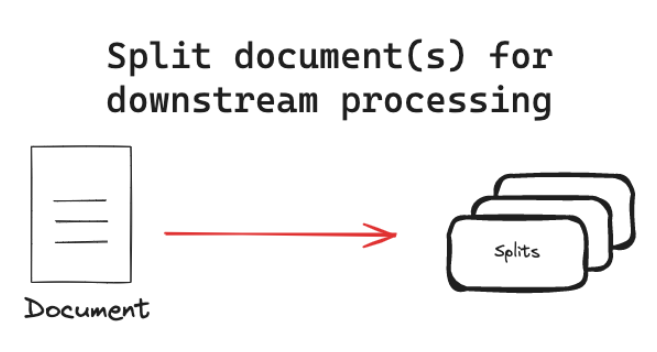 Split document(s) for
downstream processing
Splits
Document